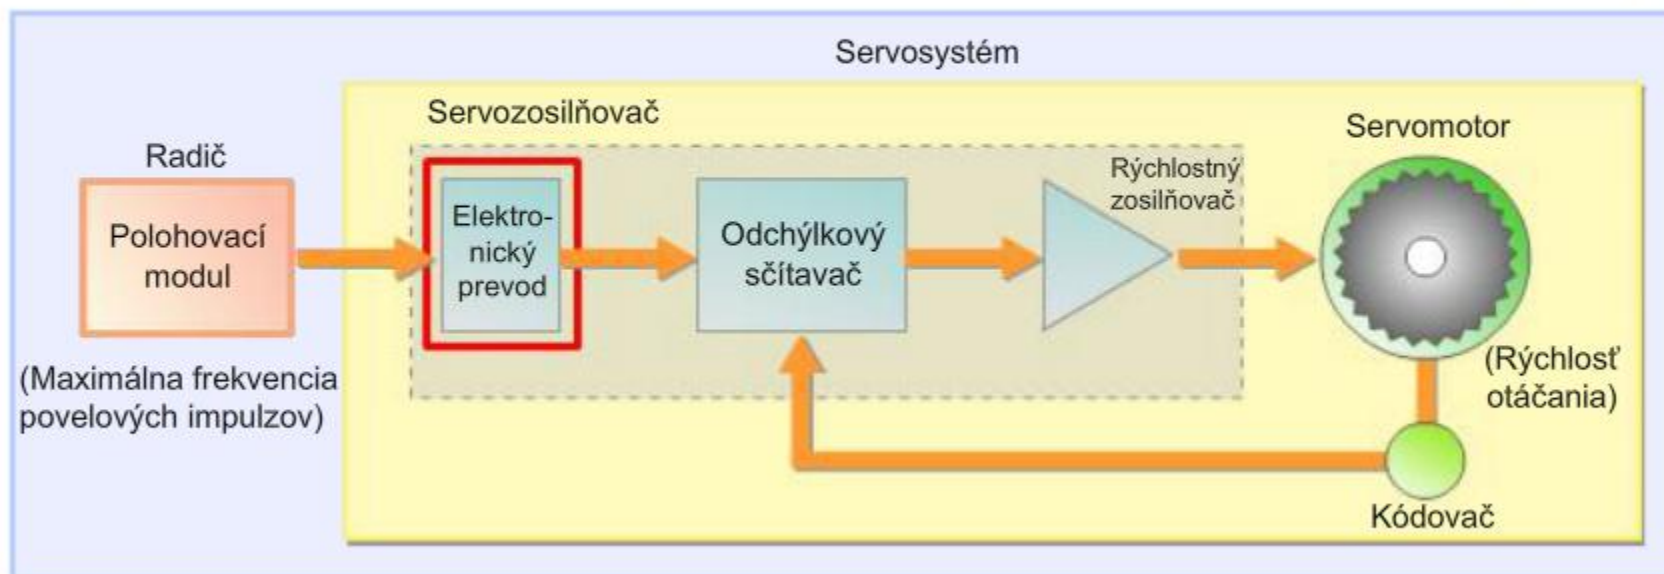 Servosystém
Servozosilňovač
Servomotor
Radič
Rýchlostný
zosilňovač
Elektro-
nický
prevod
Polohovací
modul
Odchýlkový
sčítavač
(Maximálna frekvencia
povelových impulzov)
(Rýchlosť
otáčania)
Kódovač